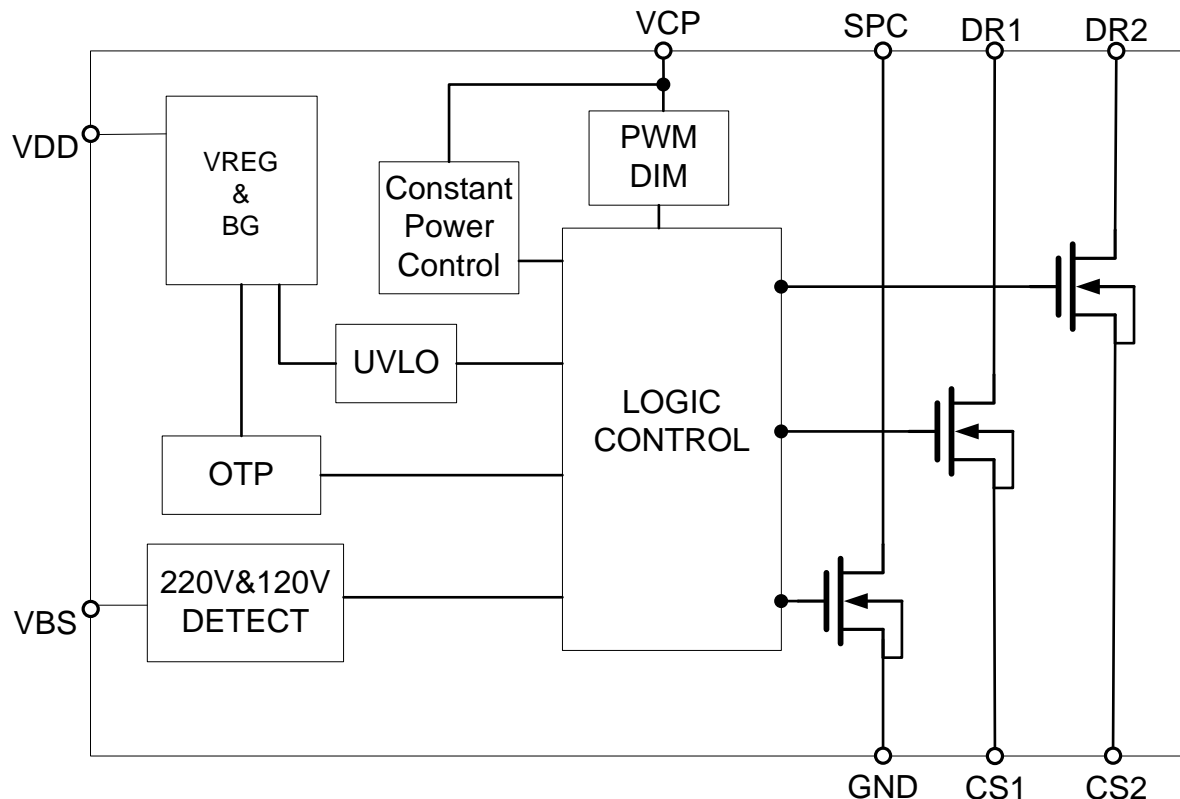 VCP
SPC
DR1
DR2
VDD
VREG
&
BG
PWM
DIM
Constant
Power
Control
UVLO
LOGIC
CONTROL
OTP
220V&120V
DETECT
VBS
GND
CS1
CS2